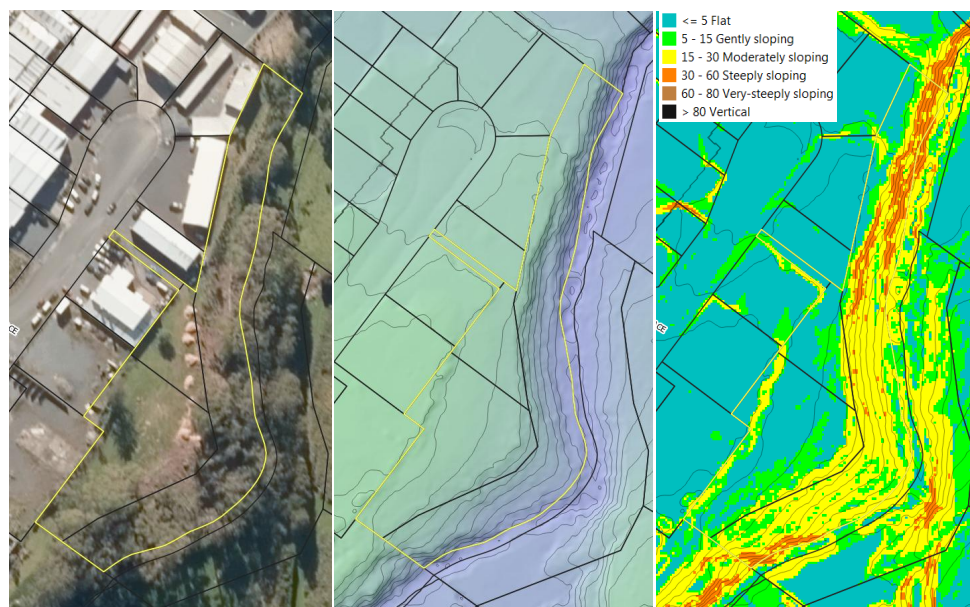 <= 5 Flat
5 - 15 Gently sloping
15 - 30 Moderately sloping
30 - 60 Steeply sloping
60 - 80 Very-steeply sloping
> 80 Vertical
CE
CE